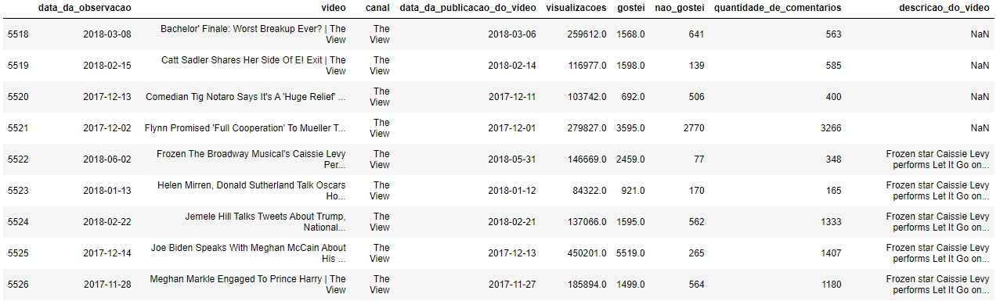 data_da_observacao video canal data_da_publicacao_do_video visualizacoes gostei nao_gostei quantidade_de_comentarios descricao_do_video
5518 2018-03-08 Bachelor' Finale: Worst Breakup Ever? | The View The View 2018-03-06 259612.0 1568.0 641 563 NaN
5519 2018-02-15 Catt Sadler Shares Her Side Of E! Exit | The View The View 2018-02-14 116977.0 1598.0 139 585 NaN
5520 2017-12-13 Comedian Tig Notaro Says It's A 'Huge Relief' ... The View 2017-12-11 103742.0 692.0 506 400 NaN
5521 2017-12-02 Flynn Promised 'Full Cooperation' To Mueller T... The View 2017-12-01 279827.0 3595.0 2770 3266 NaN
5522 2018-06-02 Frozen The Broadway Musical's Caissie Levy Per... The View 2018-05-31 146669.0 2459.0 77 348 Frozen star Caissie Levy performs Let It Go on...
5523 2018-01-13 Helen Mirren, Donald Sutherland Talk Oscars Ho... The View 2018-01-12 84322.0 921.0 170 165 Frozen star Caissie Levy performs Let It Go on...
5524 2018-02-22 Jemele Hill Talks Tweets About Trump, National... The View 2018-02-21 137066.0 1595.0 562 1333 Frozen star Caissie Levy performs Let It Go on...
5525 2017-12-14 Joe Biden Speaks With Meghan McCain About His ... The View 2017-12-13 450201.0 5519.0 265 1407 Frozen star Caissie Levy performs Let It Go on...
5526 2017-11-28 Meghan Markle Engaged To Prince Harry | The View The View 2017-11-27 185894.0 1499.0 564 1180 Frozen star Caissie Levy performs Let It Go on...